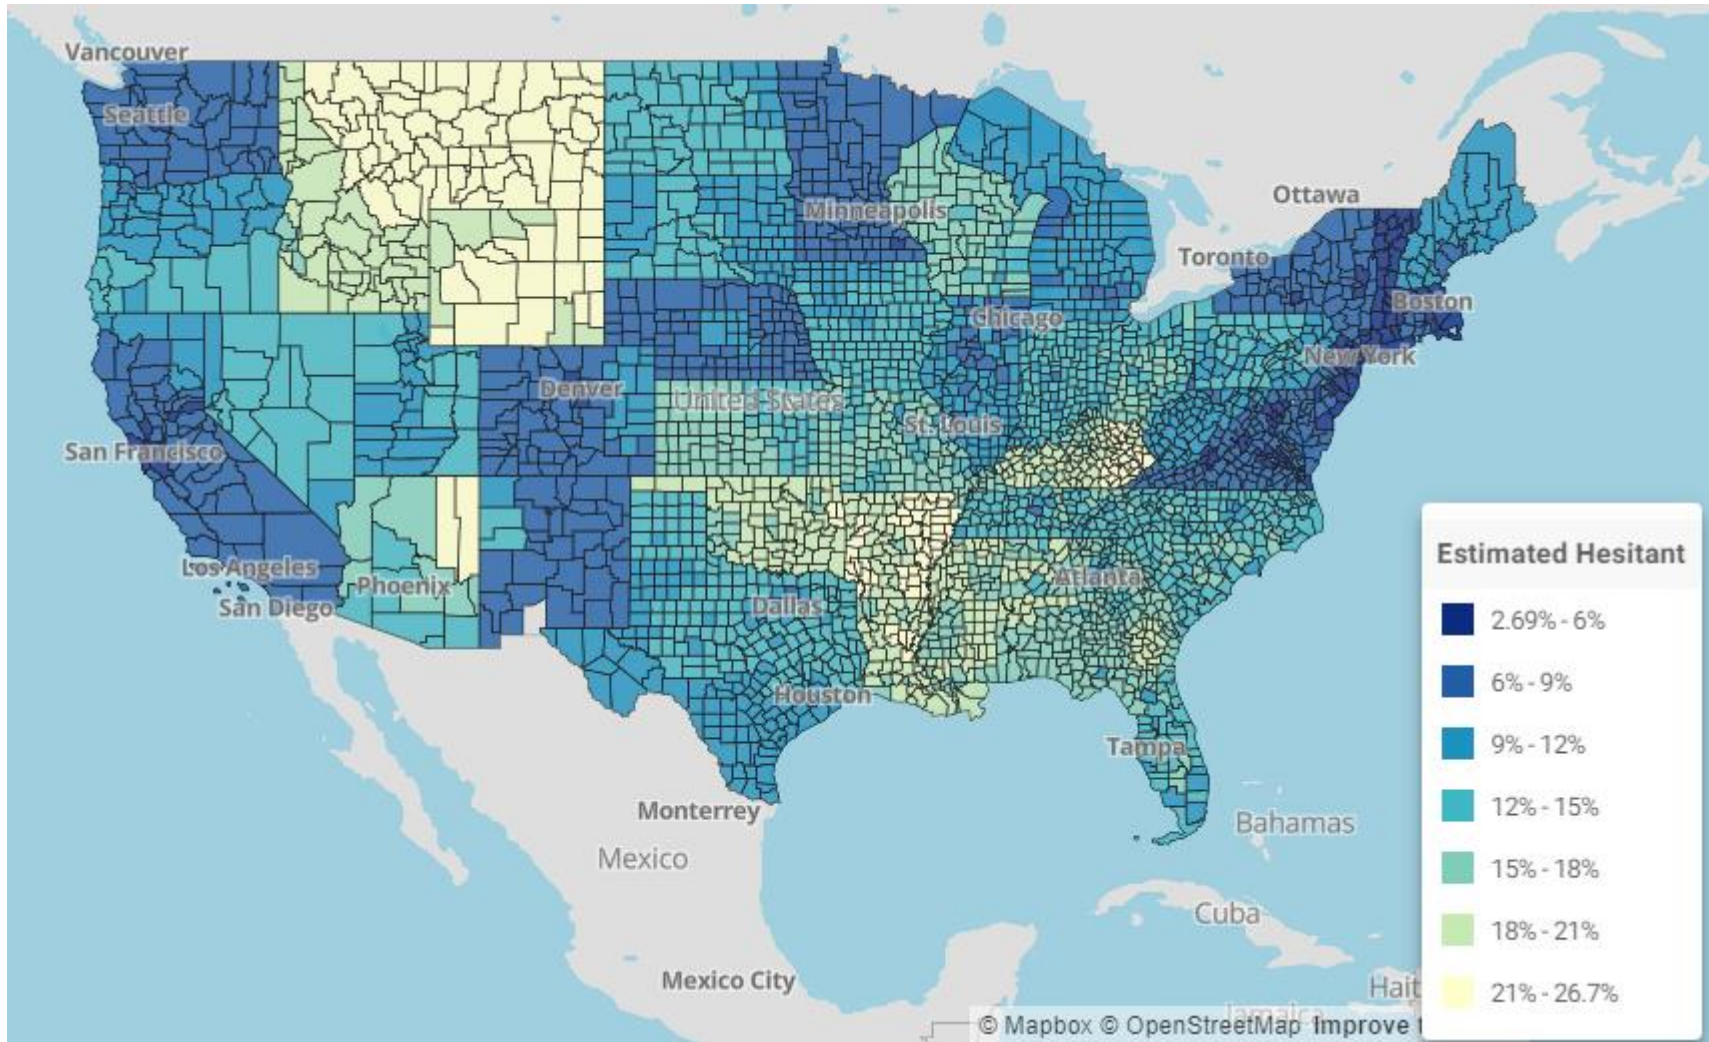 Vancouver
Seattle
Ottawa
Minneapolis
Toronto
Boston
Chicago
New York
Denver
United States
St. Louis
San Francisco
Los Angeles
Phoenix
Atlanta
San Diego
Dallas
Houston
Tampa
Monterrey
Bahamas
Mexico
Cuba
Mexico City
Hait
Jamaica
© Mapbox © OpenStreetMap Improve t
Estimated Hesitant
2.69% - 6%
6% - 9%
9% - 12%
12% - 15%
15% - 18%
18% - 21%
21% - 26.7%